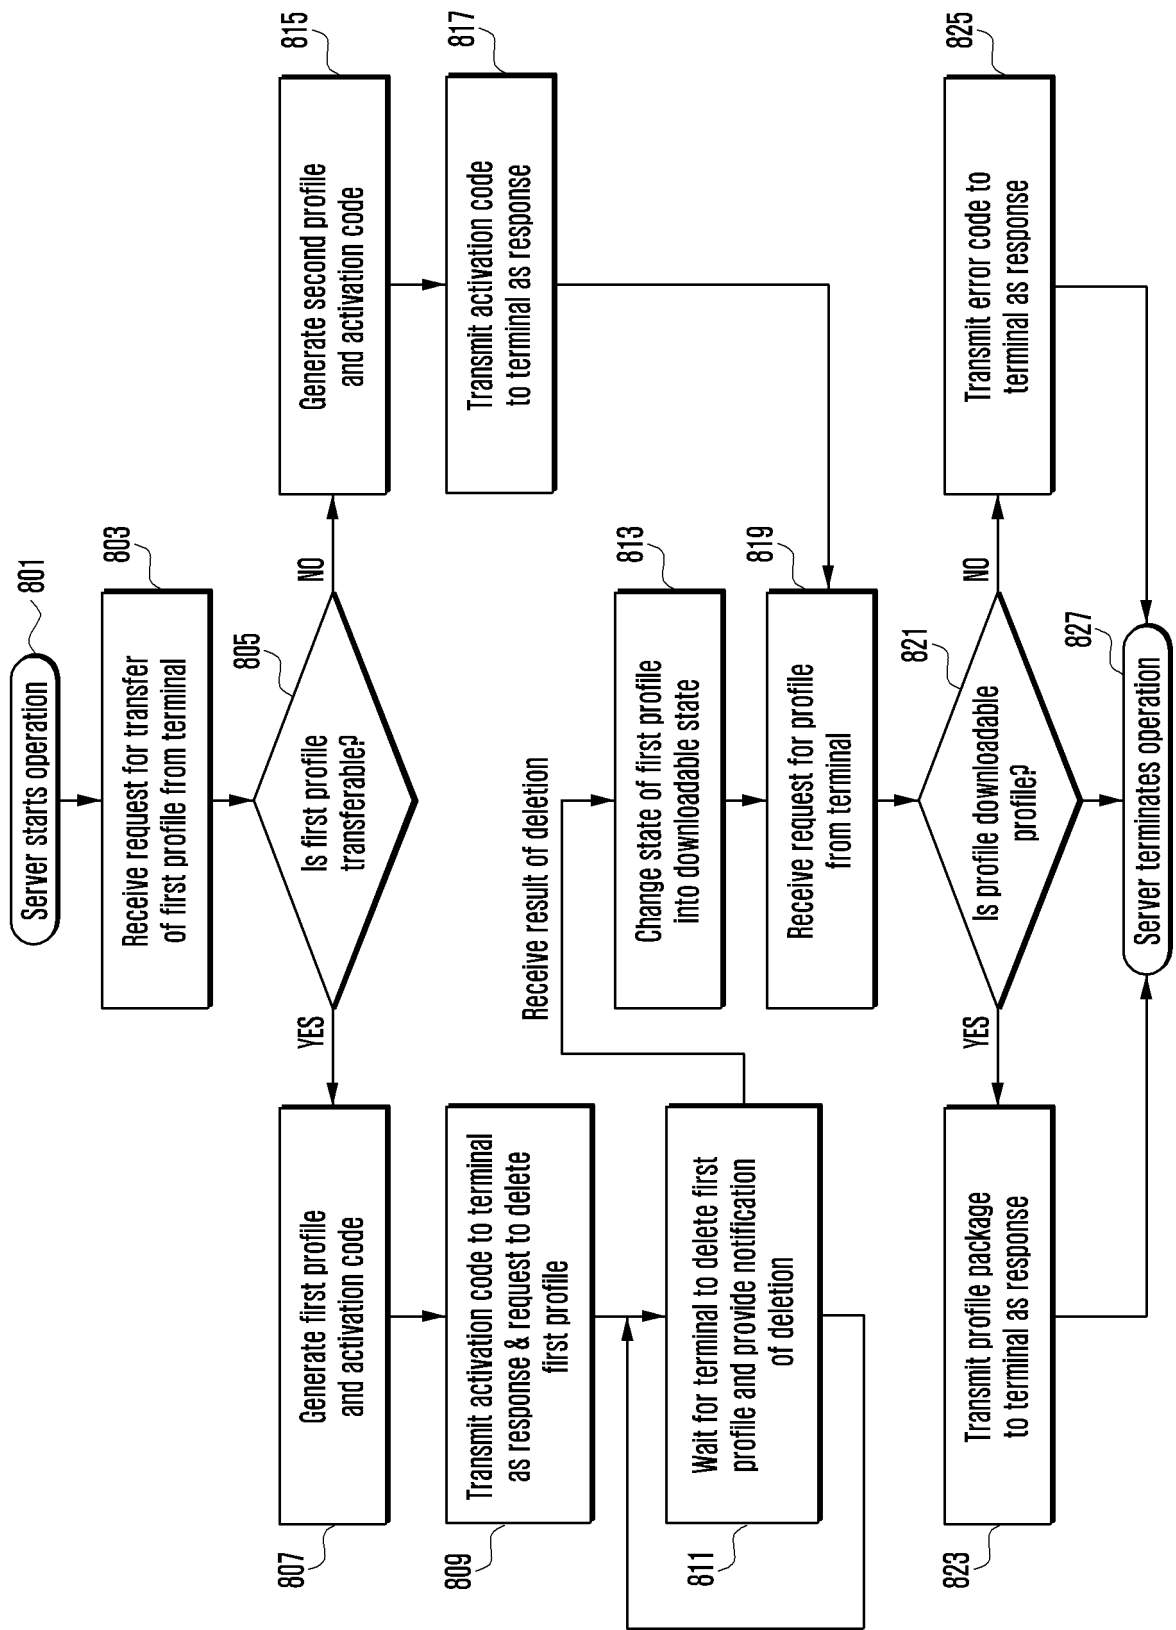 Server starts operation
801
Receive request for transfer
of first profile from terminal
803
Is first profile
transferable?
805
YES
NO
Generate first profile
and activation code
807
Generate second profile
and activation code
815
Transmit activation code to terminal
as response & request to delete
first profile
809
Transmit activation code
to terminal as response
817
Receive result of deletion
Wait for terminal to delete first
profile and provide notification
of deletion
811
Change state of first profile
into downloadable state
813
Receive request for profile
from terminal
819
Is profile downloadable
profile?
821
YES
NO
Transmit profile package
to terminal as response
823
Transmit error code to
terminal as response
825
Server terminates operation
827